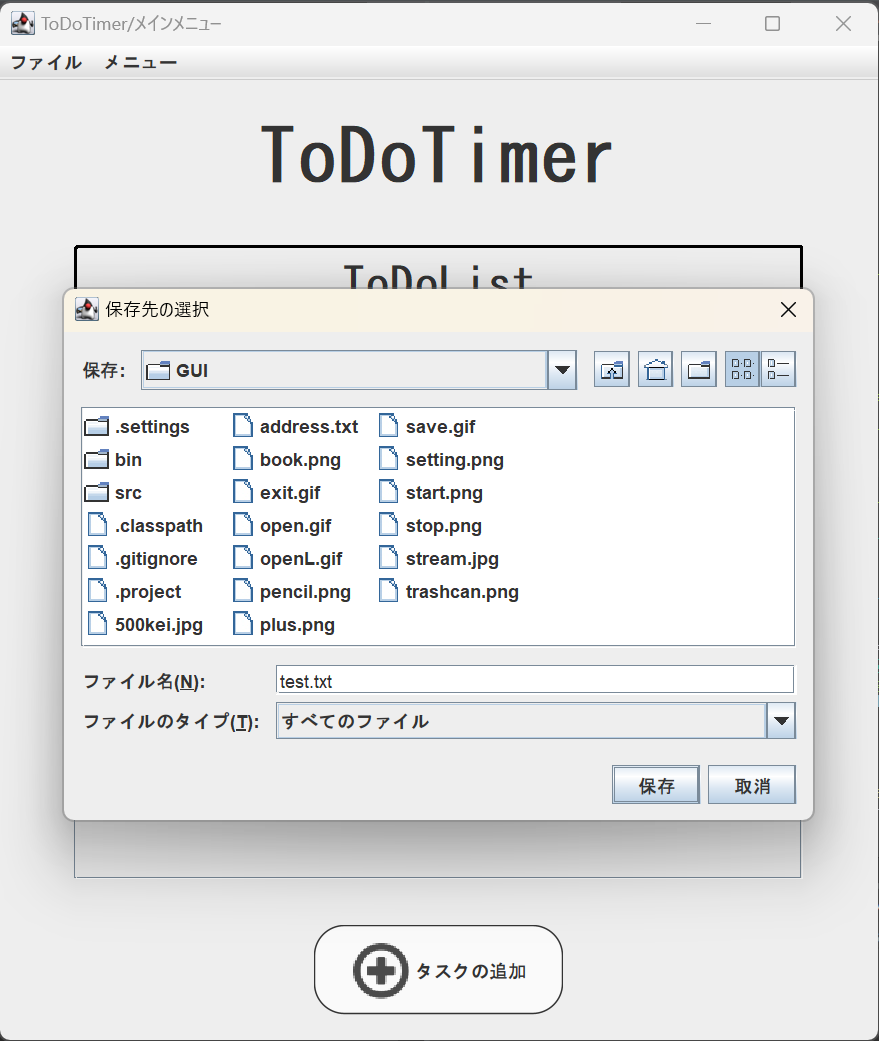 ToDoTimer/メインメニュー
ファイル メニュー
ToDoTimer
ToDoList
保存先の選択
保存: GUI
.settings address.txt save.gif
bin book.png setting.png
src exit.gif start.png
.classpath open.gif stop.png
.gitignore openL.gif stream.jpg
.project pencil.png trashcan.png
500kei.jpg plus.png
ファイル名(N): test.txt
ファイルのタイプ(T): すべてのファイル
保存 取消
タスクの追加